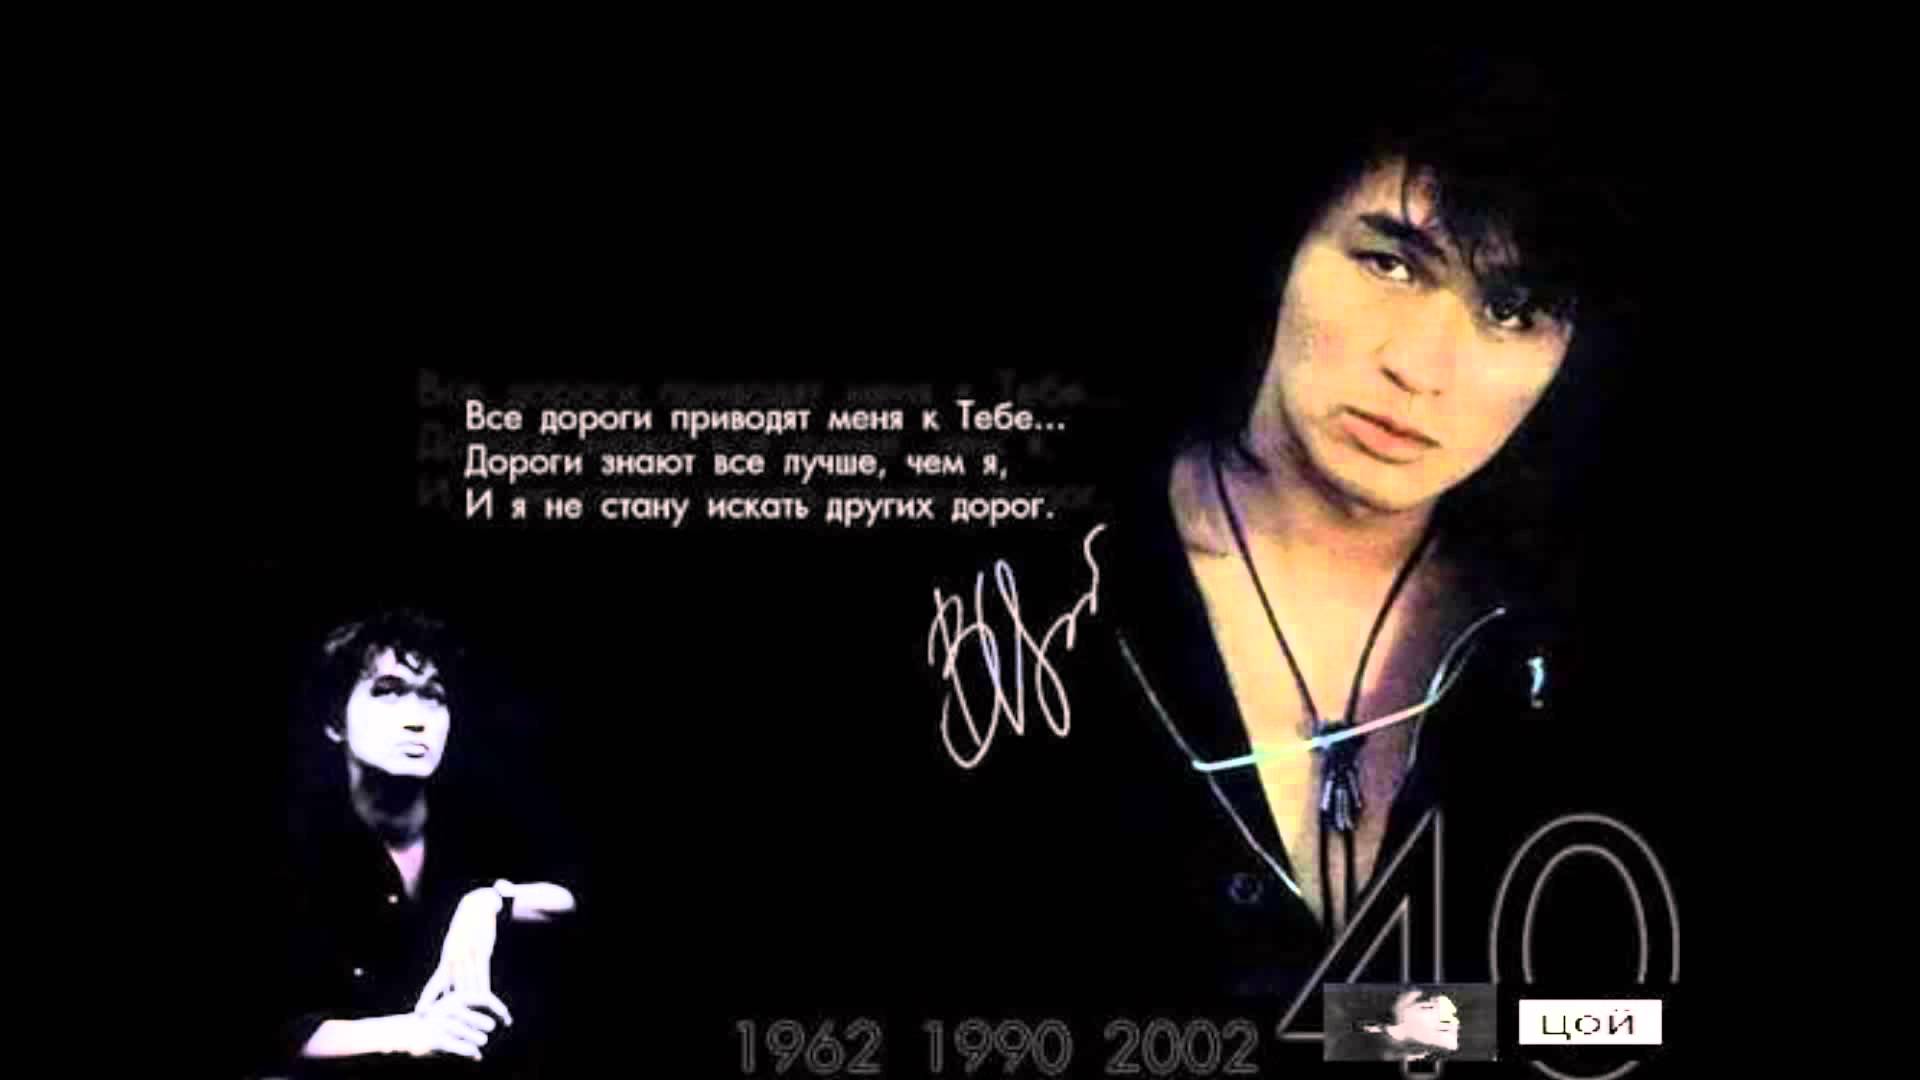 Все дороги приводят меня к Тебе...
Дороги знают все лучше, чем я,
И я не стану искать других дорог.
40
1962 1990 2002
ЦОЙ